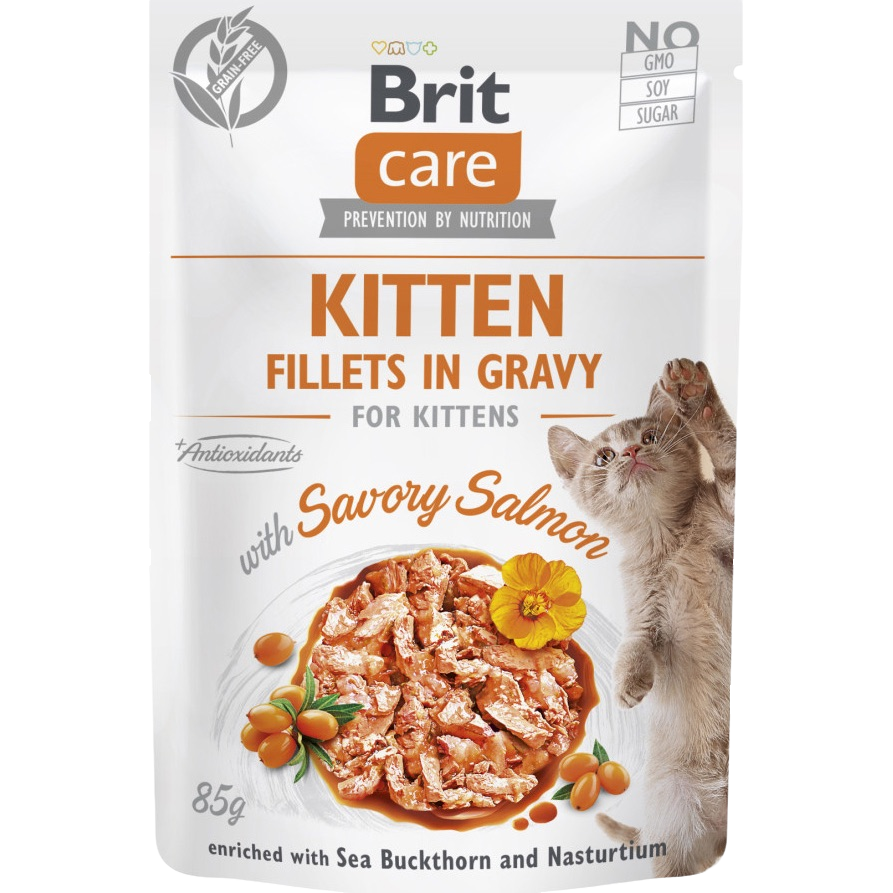 GRAIN-FREE
NO
GMO
SOY
SUGAR
Brit
care
PREVENTION BY NUTRITION
KITTEN
FILLETS IN GRAVY
FOR KITTENS
+Antioxidants
with Savory Salmon
85g
enriched with Sea Buckthorn and Nasturtium